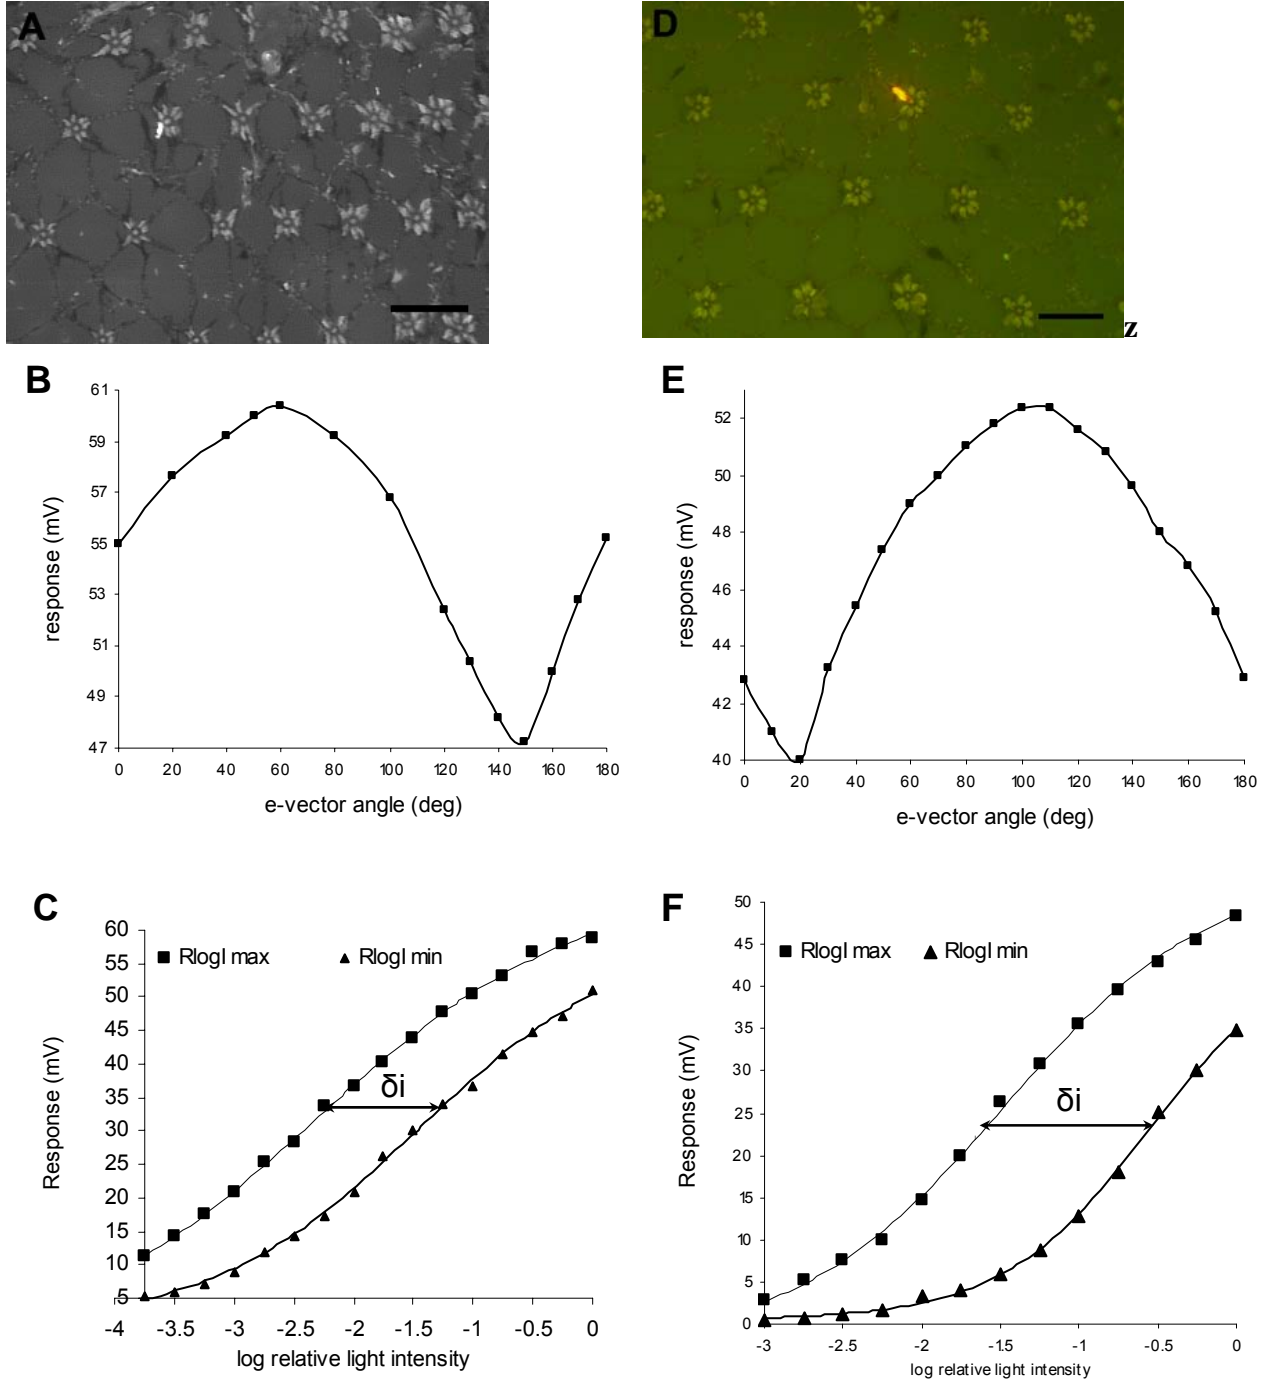 A
D
z
B
61
59
57
55
53
51
49
47
response (mV)
0 20 40 60 80 100 120 140 160 180
e-vector angle (deg)
E
52
50
48
46
44
42
40
response (mV)
0 20 40 60 80 100 120 140 160 180
e-vector angle (deg)
C
60
55
50
45
40
35
30
25
20
15
10
5
Response (mV)
RlogI max RlogI min
δi
-4 -3.5 -3 -2.5 -2 -1.5 -1 -0.5 0
log relative light intensity
F
50
45
40
35
30
25
20
15
10
5
0
Response (mV)
RlogI max RlogI min
δi
-3 -2.5 -2 -1.5 -1 -0.5 0
log relative light intensity